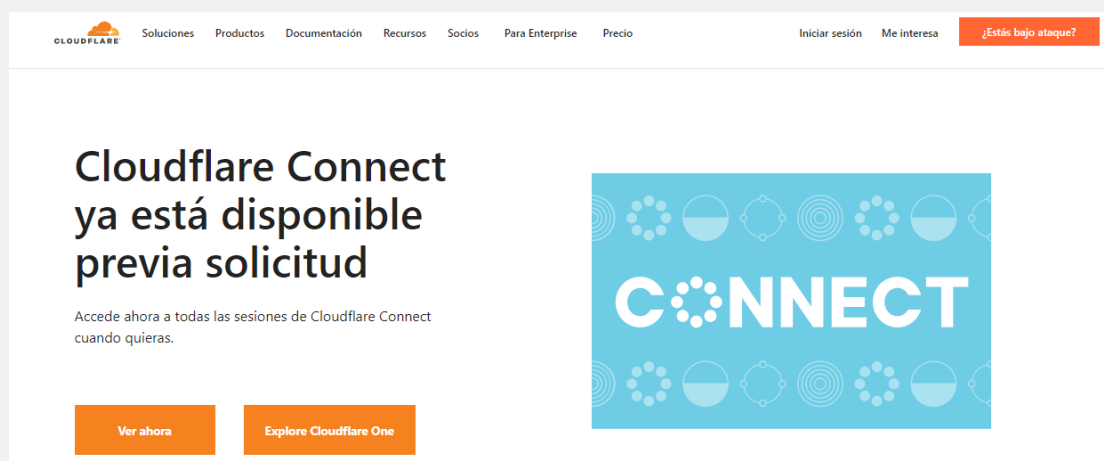 CLOUDFLARE Soluciones Productos Documentación Recursos Socios Para Enterprise Precio Iniciar sesión Me interesa ¿Estás bajo ataque?
Cloudflare Connect
ya está disponible
previa solicitud
Accede ahora a todas las sesiones de Cloudflare Connect
cuando quieras.
Ver ahora Explore Cloudflare One
CONNECT